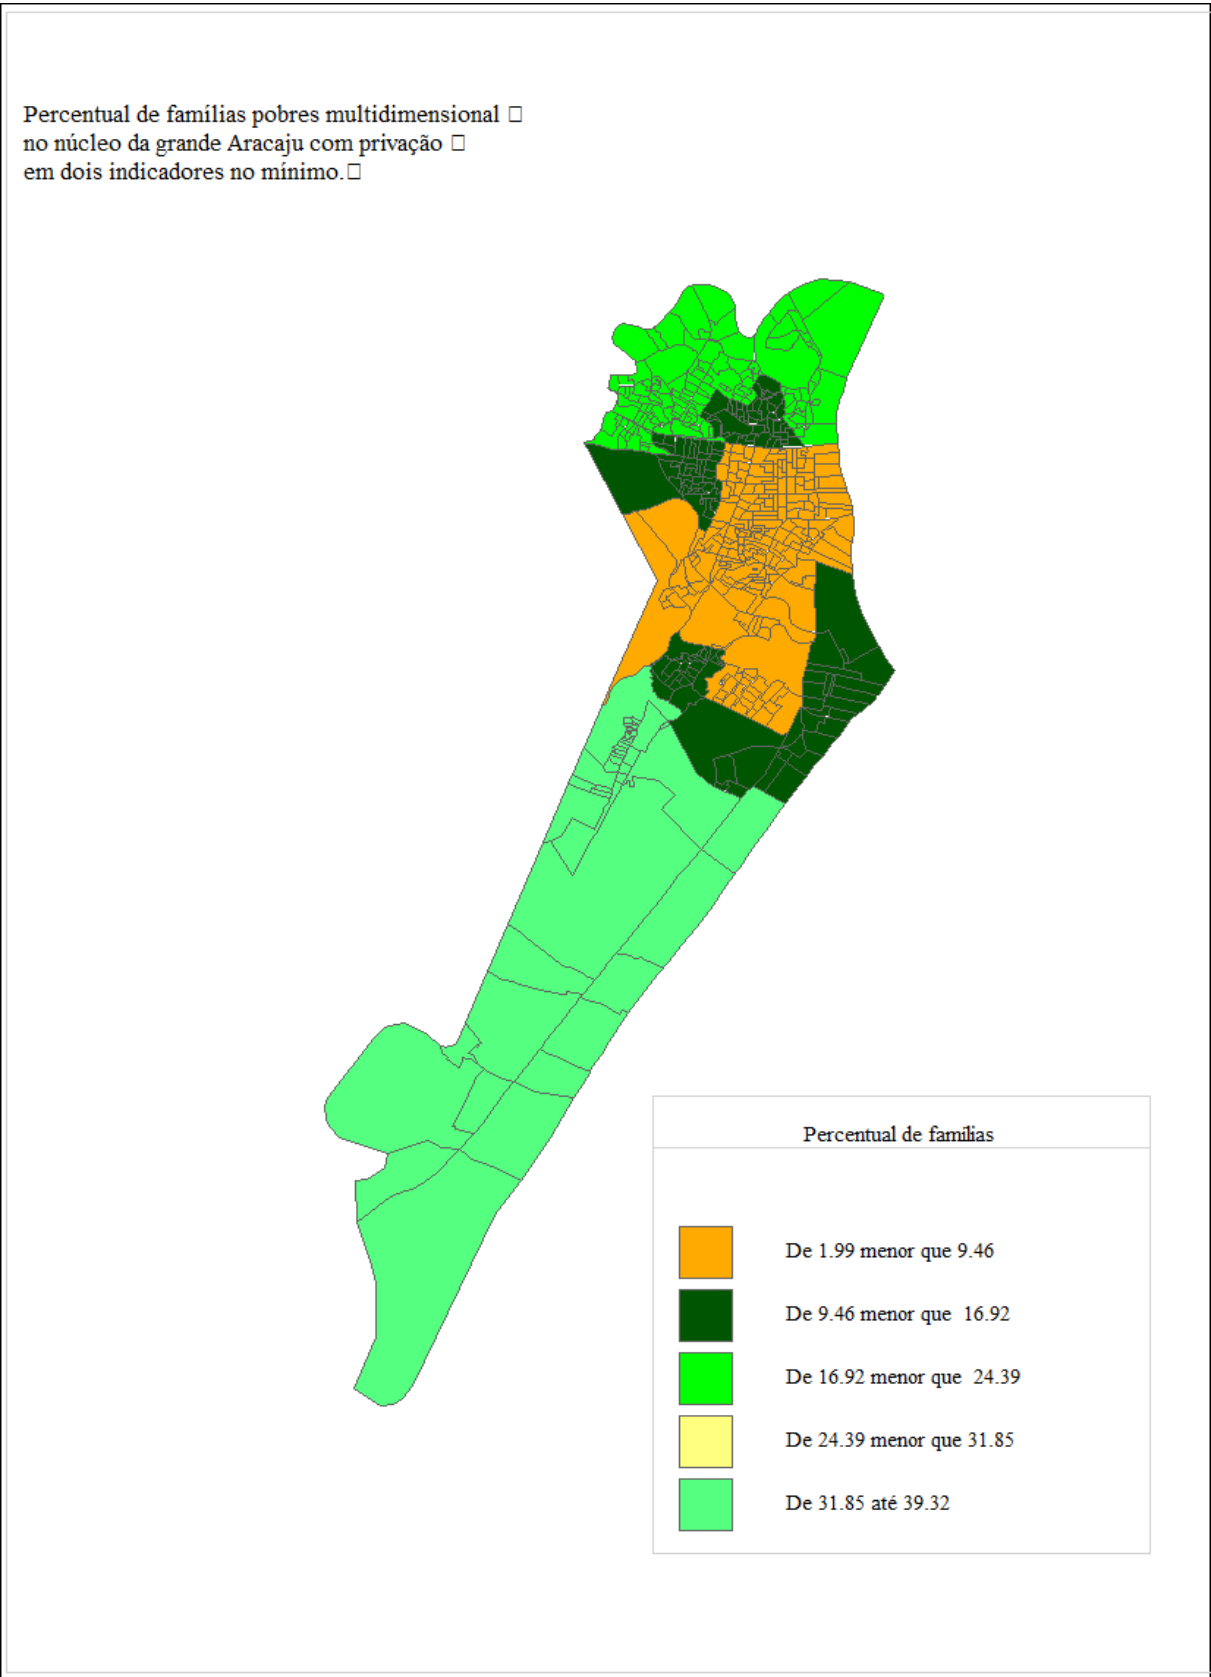 Percentual de famílias pobres multidimensional □
no núcleo da grande Aracaju com privação □
em dois indicadores no mínimo.□
Percentual de familias
De 1.99 menor que 9.46
De 9.46 menor que 16.92
De 16.92 menor que 24.39
De 24.39 menor que 31.85
De 31.85 até 39.32